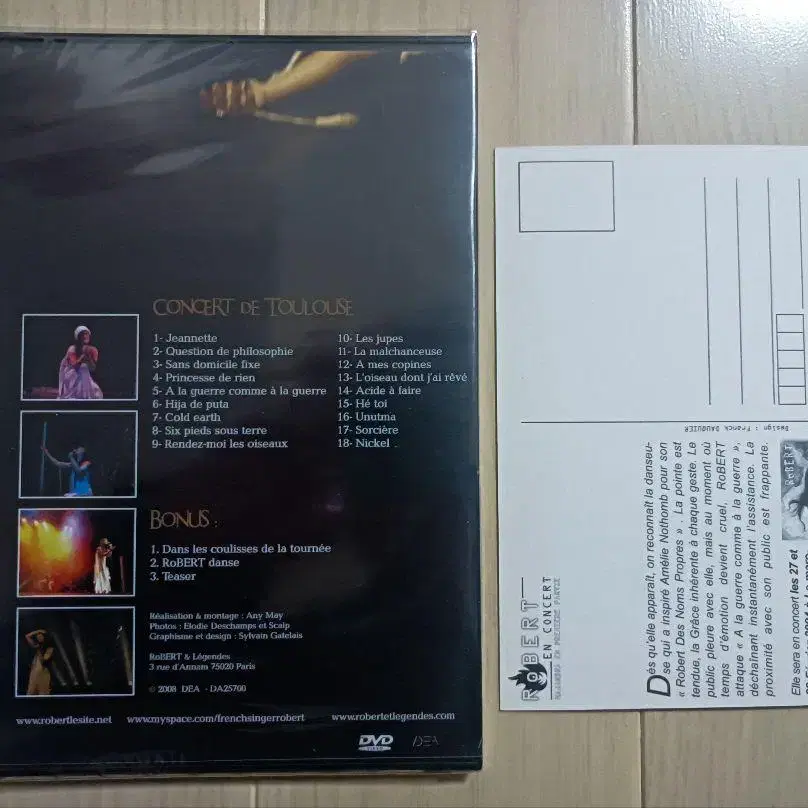 CONCERT DE TOULOUSE
1- Jeannette
2- Question de philosophie
3- Sans domicile fixe
4- Princesse de rien
5- A la guerre comme à la guerre
6- Hija de puta
7- Cold earth
8- Six pieds sous terre
9- Rendez-moi les oiseaux
10- Les jupes
11- La malchanceuse
12- A mes copines
13- L'oiseau dont j'ai rêvé
14- Acide à faire
15- Hé toi
16- Unutma
17- Sorcière
18- Nickel
BONUS :
1. Dans les coulisses de la tournée
2. RoBERT danse
3. Teaser
Réalisation & montage : Any May
Photos : Elodie Deschamps et Scalp
Graphisme et design : Sylvain Gatelais
RoBERT & Légendes
3 rue d'Annam 75020 Paris
© 2008 DEA - DA25700
www.robertlesite.net www.myspace.com/frenchsingerrobert www.robertetlegendes.com
DVD
VIDEO
DEA
RoBERT
EN CONCERT
EN PREMIÈRE PARTIE
Dès qu'elle apparaît, on reconnaît la danseu-
se qui a inspiré Amélie Nothomb pour son
« Robert Des Noms Propres » . La pointe est
tendue, la Grâce inhérente à chaque geste. Le
public pleure avec elle, mais au moment où
temps d'émotion devient cruel, RoBERT
attaque « A la guerre comme à la guerre »,
déchaînant instantanément l'assistance. La
proximité avec son public est frappante.
Elle sera en concert les 27 et
Design : Franck DAUGUIER
RoBERT